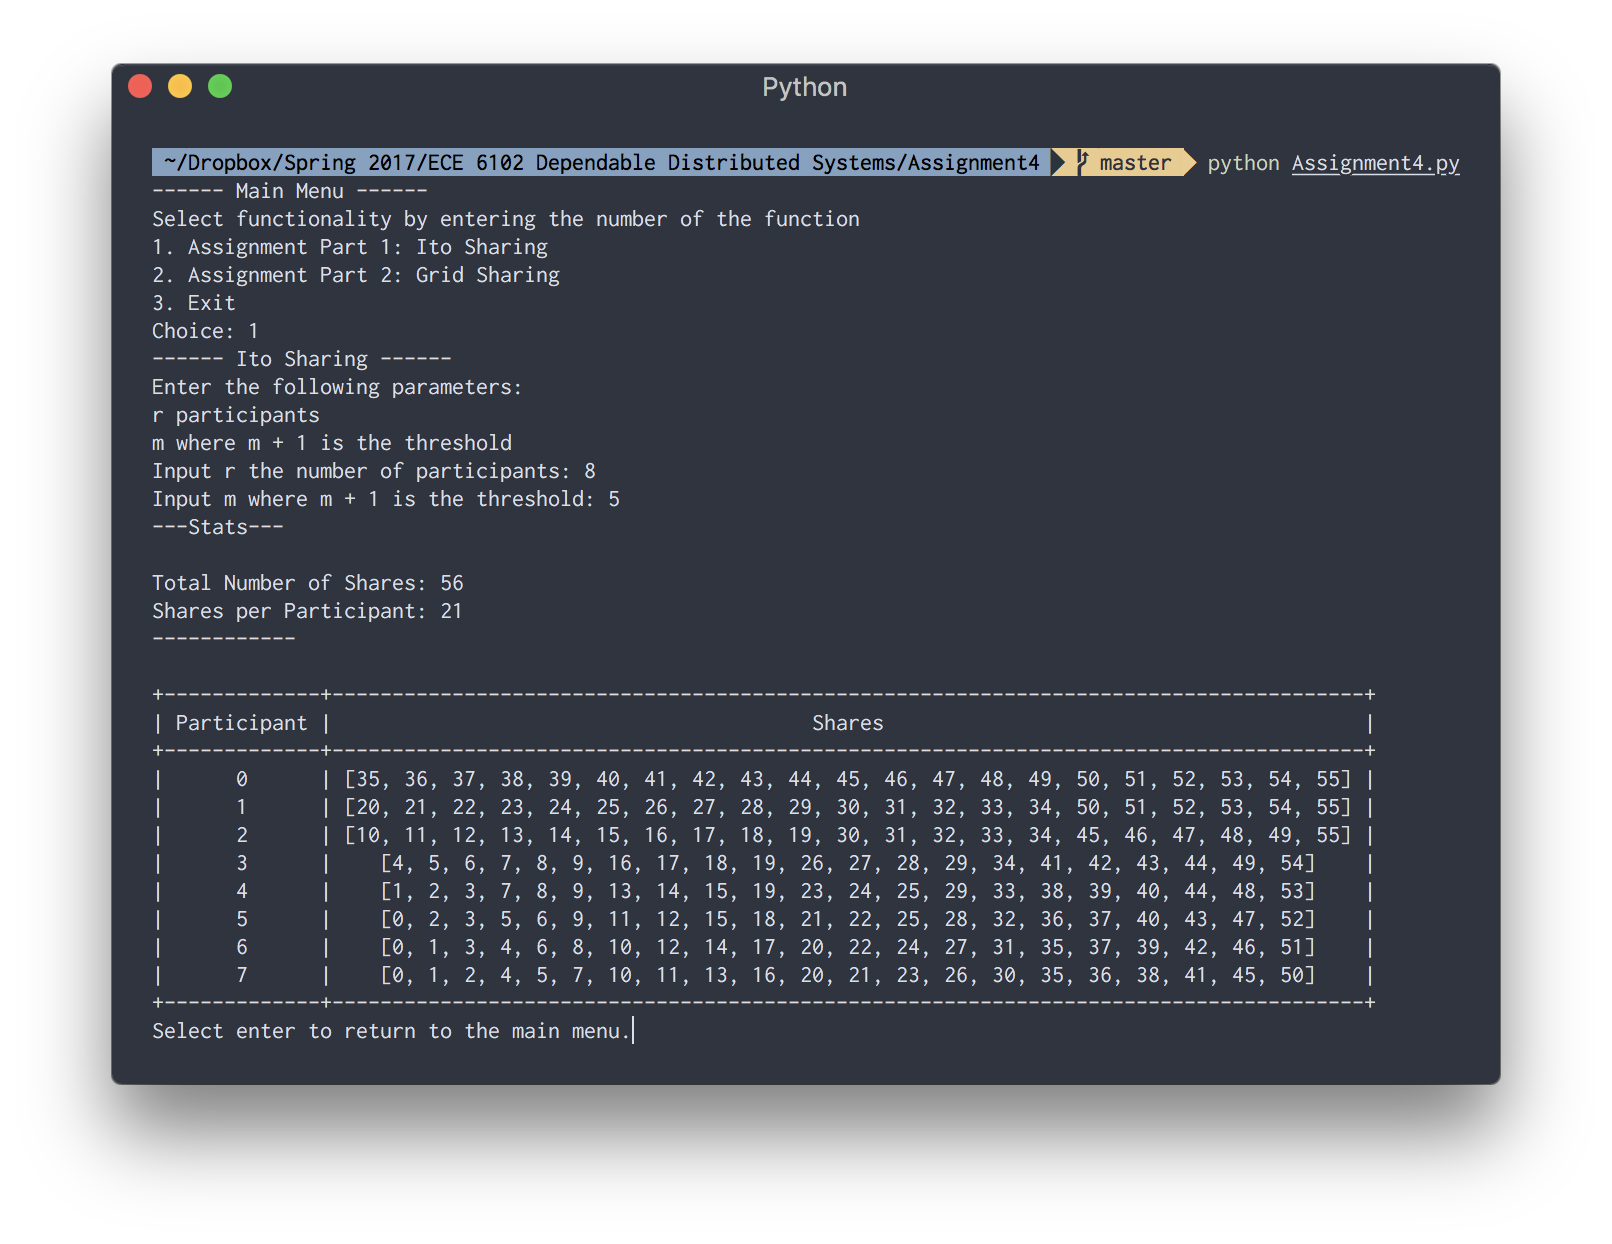 Python
~/Dropbox/Spring 2017/ECE 6102 Dependable Distributed Systems/Assignment4 master python Assignment4.py
------ Main Menu ------
Select functionality by entering the number of the function
1. Assignment Part 1: Ito Sharing
2. Assignment Part 2: Grid Sharing
3. Exit
Choice: 1
------ Ito Sharing ------
Enter the following parameters:
r participants
m where m + 1 is the threshold
Input r the number of participants: 8
Input m where m + 1 is the threshold: 5
---Stats---
Total Number of Shares: 56
Shares per Participant: 21
------------
+-------------+--------------------------------------------------------------------------------------+
| Participant |                                        Shares                                        |
+-------------+--------------------------------------------------------------------------------------+
|      0      | [35, 36, 37, 38, 39, 40, 41, 42, 43, 44, 45, 46, 47, 48, 49, 50, 51, 52, 53, 54, 55] |
|      1      | [20, 21, 22, 23, 24, 25, 26, 27, 28, 29, 30, 31, 32, 33, 34, 50, 51, 52, 53, 54, 55] |
|      2      | [10, 11, 12, 13, 14, 15, 16, 17, 18, 19, 30, 31, 32, 33, 34, 45, 46, 47, 48, 49, 55] |
|      3      |    [4, 5, 6, 7, 8, 9, 16, 17, 18, 19, 26, 27, 28, 29, 34, 41, 42, 43, 44, 49, 54]    |
|      4      |    [1, 2, 3, 7, 8, 9, 13, 14, 15, 19, 23, 24, 25, 29, 33, 38, 39, 40, 44, 48, 53]    |
|      5      |    [0, 2, 3, 5, 6, 9, 11, 12, 15, 18, 21, 22, 25, 28, 32, 36, 37, 40, 43, 47, 52]    |
|      6      |    [0, 1, 3, 4, 6, 8, 10, 12, 14, 17, 20, 22, 24, 27, 31, 35, 37, 39, 42, 46, 51]    |
|      7      |    [0, 1, 2, 4, 5, 7, 10, 11, 13, 16, 20, 21, 23, 26, 30, 35, 36, 38, 41, 45, 50]    |
+-------------+--------------------------------------------------------------------------------------+
Select enter to return to the main menu.